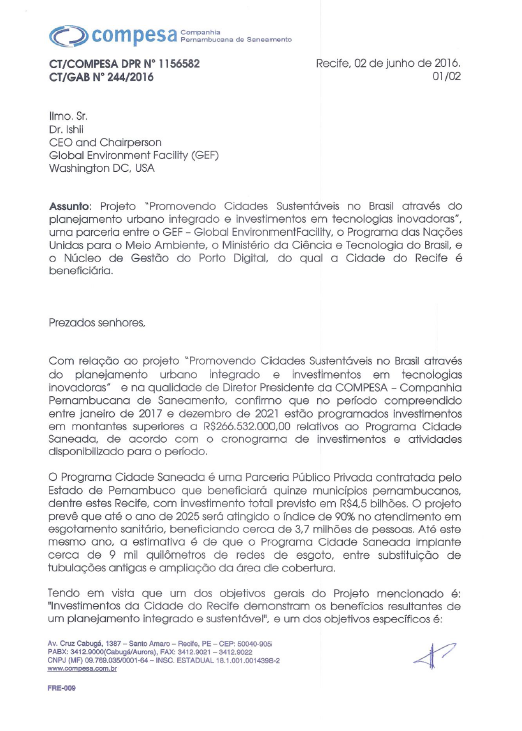 compesa Companhia
Pernambucana de Saneamento
CT/COMPESA DPR Nº 1156582
CT/GAB Nº 244/2016
Recife, 02 de junho de 2016.
01/02
Ilmo. Sr.
Dr. Ishii
CEO and Chairperson
Global Environment Facility (GEF)
Washington DC, USA
Assunto: Projeto "Promovendo Cidades Sustentáveis no Brasil através do
planejamento urbano integrado e investimentos em tecnologias inovadoras",
uma parceria entre o GEF – Global EnvironmentFacility, o Programa das Nações
Unidas para o Meio Ambiente, o Ministério da Ciência e Tecnologia do Brasil, e
o Núcleo de Gestão do Porto Digital, do qual a Cidade do Recife é
beneficiária.
Prezados senhores,
Com relação ao projeto "Promovendo Cidades Sustentáveis no Brasil através
do planejamento urbano integrado e investimentos em tecnologias
inovadoras" e na qualidade de Diretor Presidente da COMPESA – Companhia
Pernambucana de Saneamento, confirmo que no período compreendido
entre janeiro de 2017 e dezembro de 2021 estão programados investimentos
em montantes superiores a R$266.532.000,00 relativos ao Programa Cidade
Saneada, de acordo com o cronograma de investimentos e atividades
disponibilizado para o período.
O Programa Cidade Saneada é uma Parceria Público Privada contratada pelo
Estado de Pernambuco que beneficiará quinze municípios pernambucanos,
dentre estes Recife, com investimento total previsto em R$4,5 bilhões. O projeto
prevê que até o ano de 2025 será atingido o índice de 90% no atendimento em
esgotamento sanitário, beneficiando cerca de 3,7 milhões de pessoas. Até este
mesmo ano, a estimativa é de que o Programa Cidade Saneada implante
cerca de 9 mil quilômetros de redes de esgoto, entre substituição de
tubulações antigas e ampliação da área de cobertura.
Tendo em vista que um dos objetivos gerais do Projeto mencionado é:
"Investimentos da Cidade do Recife demonstram os benefícios resultantes de
um planejamento integrado e sustentável", e um dos objetivos específicos é:
Av. Cruz Cabugá, 1387 – Santo Amaro – Recife, PE – CEP: 50040-905
PABX: 3412.9000(Cabugá/Aurora), FAX: 3412.9021 – 3412.9022
CNPJ (MF) 09.769.035/0001-64 – INSC. ESTADUAL 18.1.001.0014398-2
www.compesa.com.br
FRE-009